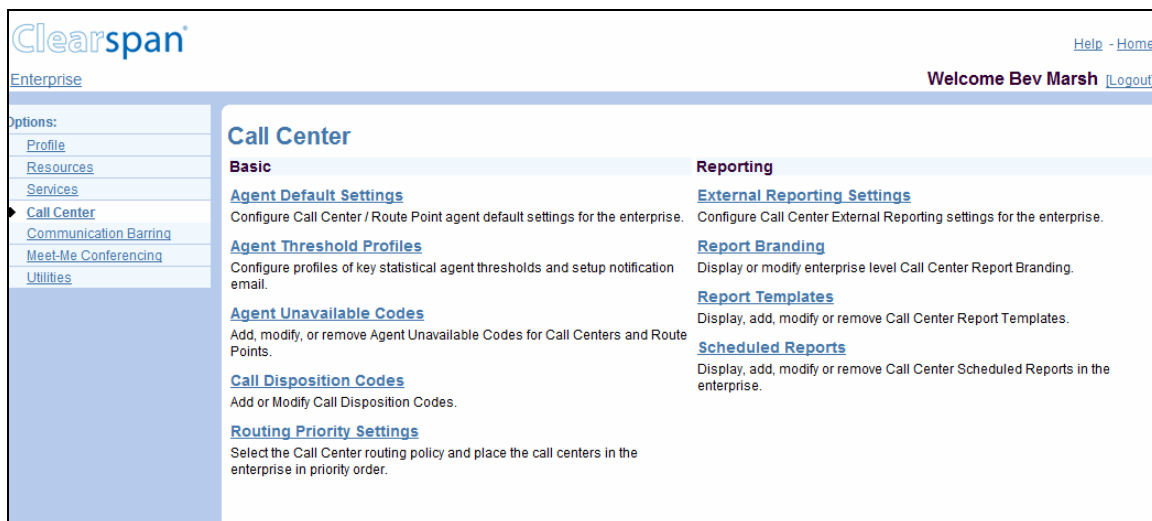 Clearspan®
Help - Home
Enterprise
Welcome Bev Marsh [Logout]
Options:
Profile
Resources
Services
Call Center
Communication Barring
Meet-Me Conferencing
Utilities
Call Center
Basic
Agent Default Settings
Configure Call Center / Route Point agent default settings for the enterprise.
Agent Threshold Profiles
Configure profiles of key statistical agent thresholds and setup notification
email.
Agent Unavailable Codes
Add, modify, or remove Agent Unavailable Codes for Call Centers and Route
Points.
Call Disposition Codes
Add or Modify Call Disposition Codes.
Routing Priority Settings
Select the Call Center routing policy and place the call centers in the
enterprise in priority order.
Reporting
External Reporting Settings
Configure Call Center External Reporting settings for the enterprise.
Report Branding
Display or modify enterprise level Call Center Report Branding.
Report Templates
Display, add, modify or remove Call Center Report Templates.
Scheduled Reports
Display, add, modify or remove Call Center Scheduled Reports in the
enterprise.